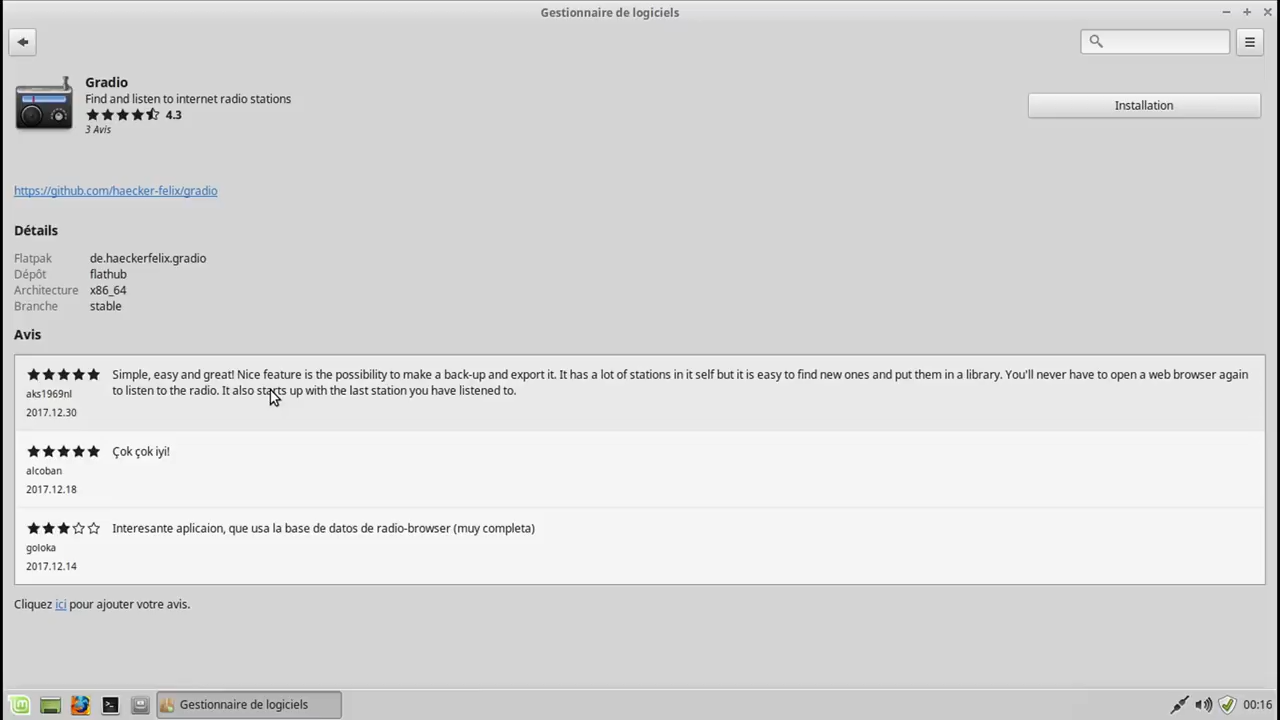 Gestionnaire de logiciels
Gradio
Find and listen to internet radio stations
4.3
3 Avis
Installation
https://github.com/haecker-felix/gradio
Détails
Flatpak de.haeckerfelix.gradio
Dépôt flathub
Architecture x86_64
Branche stable
Avis
Simple, easy and great! Nice feature is the possibility to make a back-up and export it. It has a lot of stations in it self but it is easy to find new ones and put them in a library. You'll never have to open a web browser again
to listen to the radio. It also starts up with the last station you have listened to.
aks1969nl
2017.12.30
Çok çok iyi!
alcoban
2017.12.18
Interesante aplicaion, que usa la base de datos de radio-browser (muy completa)
goloka
2017.12.14
Cliquez ici pour ajouter votre avis.
Gestionnaire de logiciels
00:16